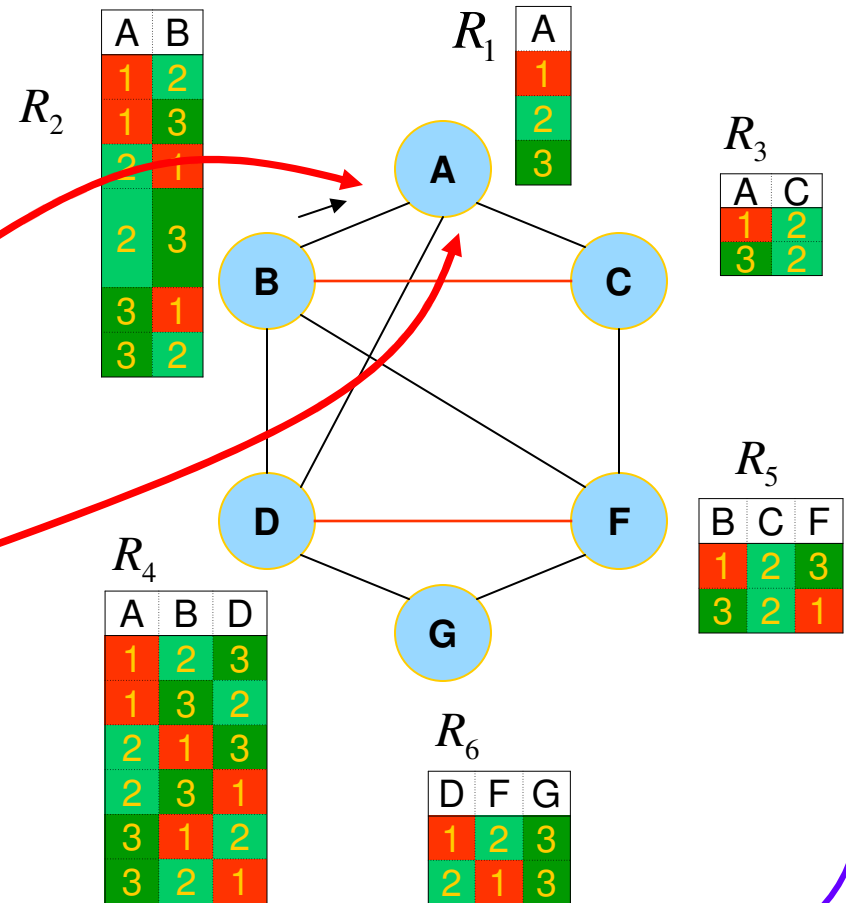 R₂
A B
1 2
1 3
2 1
2 3
3 1
3 2
R₁
A
1
2
3
R₃
A C
1 2
3 2
A
B
C
D
F
G
R₅
B C F
1 2 3
3 2 1
R₄
A B D
1 2 3
1 3 2
2 1 3
2 3 1
3 1 2
3 2 1
R₆
D F G
1 2 3
2 1 3